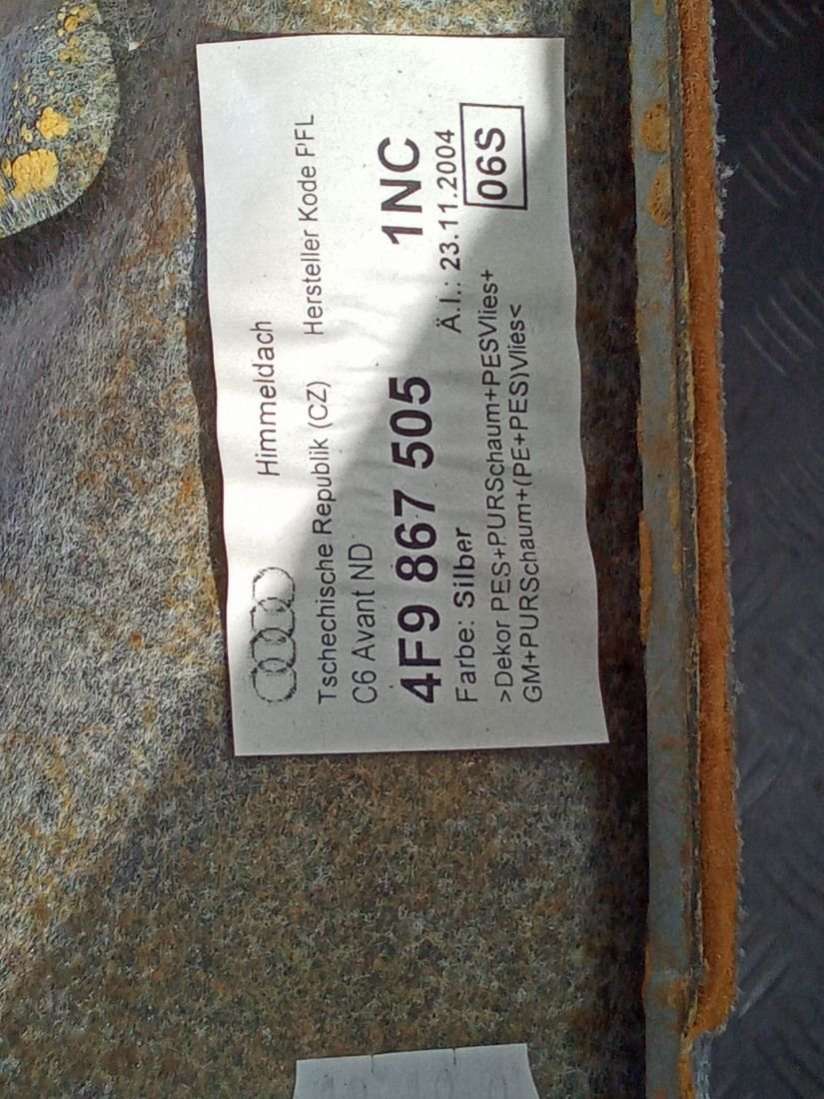 Himmeldach
Tschechische Republik (CZ) Hersteller Kode PFL
C6 Avant ND
4F9 867 505 1NC
Farbe: Silber Ä.I.: 23.11.2004
06S
>Dekor PES+PURSchaum+PESVlies+
GM+PURSchaum+(PE+PES)Vlies<